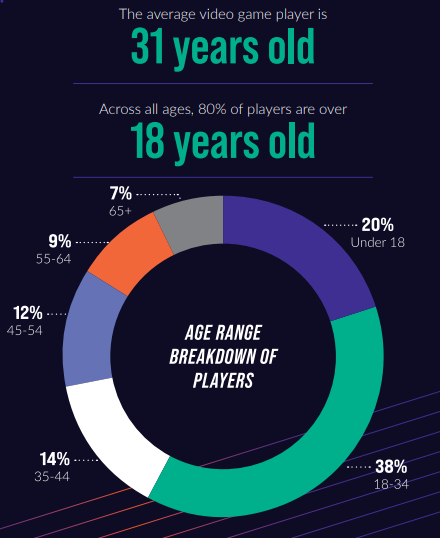 The average video game player is
31 years old
Across all ages, 80% of players are over
18 years old
7%
65+
20%
Under 18
9%
55-64
12%
45-54
AGE RANGE
BREAKDOWN OF
PLAYERS
14%
35-44
38%
18-34